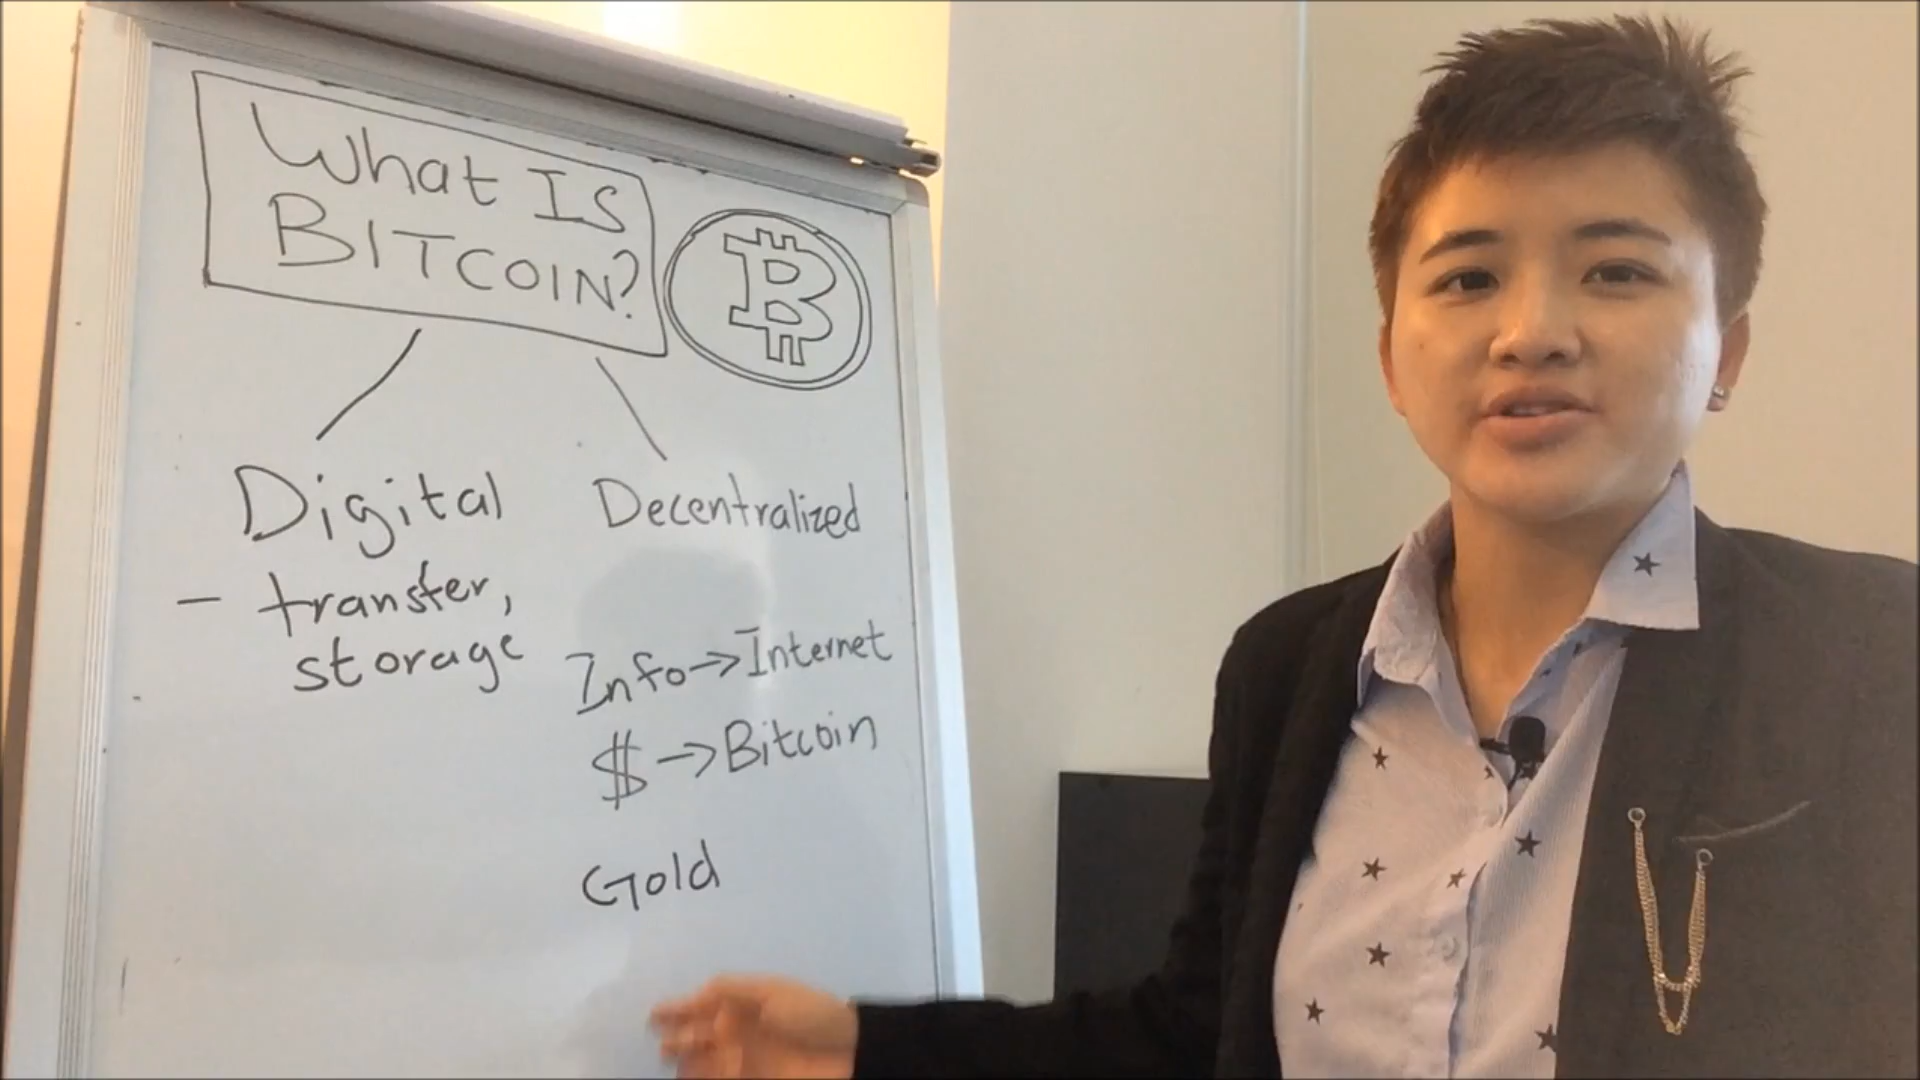 What IS
BITCOIN?
Digital
- transfer,
storage
Decentralized
Info→Internet
$→Bitcoin
Gold